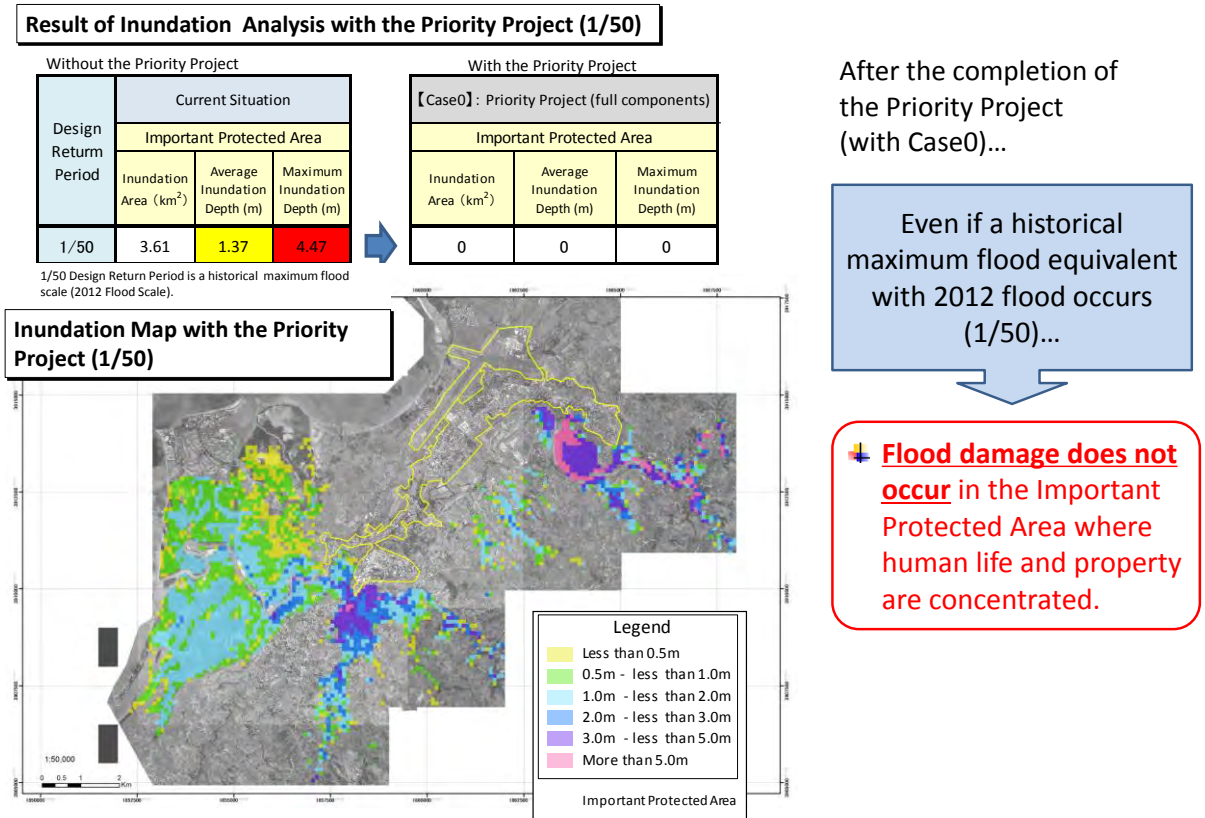 Result of Inundation Analysis with the Priority Project (1/50)
Without the Priority Project
Design
Returm
Period
Current Situation
Important Protected Area
Inundation
Area (km²)
Average
Inundation
Depth (m)
Maximum
Inundation
Depth (m)
1/50
3.61
1.37
4.47
With the Priority Project
【Case0】: Priority Project (full components)
Important Protected Area
Inundation
Area (km²)
Average
Inundation
Depth (m)
Maximum
Inundation
Depth (m)
0
0
0
1/50 Design Return Period is a historical maximum flood
scale (2012 Flood Scale).
Inundation Map with the Priority
Project (1/50)
1:50,000
0 0.5 1 2
Km
Legend
Less than 0.5m
0.5m - less than 1.0m
1.0m - less than 2.0m
2.0m - less than 3.0m
3.0m - less than 5.0m
More than 5.0m
Important Protected Area
After the completion of
the Priority Project
(with Case0)…
Even if a historical
maximum flood equivalent
with 2012 flood occurs
(1/50)…
Flood damage does not
occur in the Important
Protected Area where
human life and property
are concentrated.